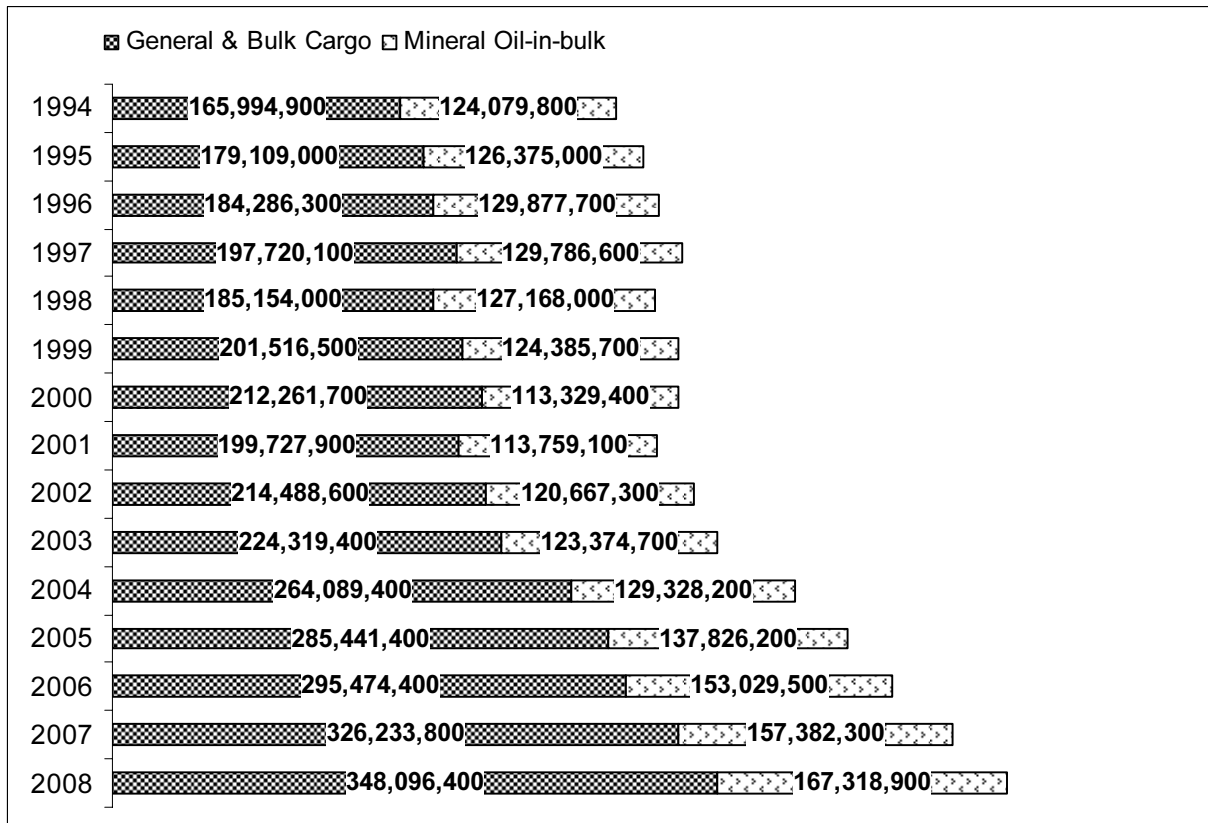 General & Bulk Cargo Mineral Oil-in-bulk
1994 165,994,900 124,079,800
1995 179,109,000 126,375,000
1996 184,286,300 129,877,700
1997 197,720,100 129,786,600
1998 185,154,000 127,168,000
1999 201,516,500 124,385,700
2000 212,261,700 113,329,400
2001 199,727,900 113,759,100
2002 214,488,600 120,667,300
2003 224,319,400 123,374,700
2004 264,089,400 129,328,200
2005 285,441,400 137,826,200
2006 295,474,400 153,029,500
2007 326,233,800 157,382,300
2008 348,096,400 167,318,900